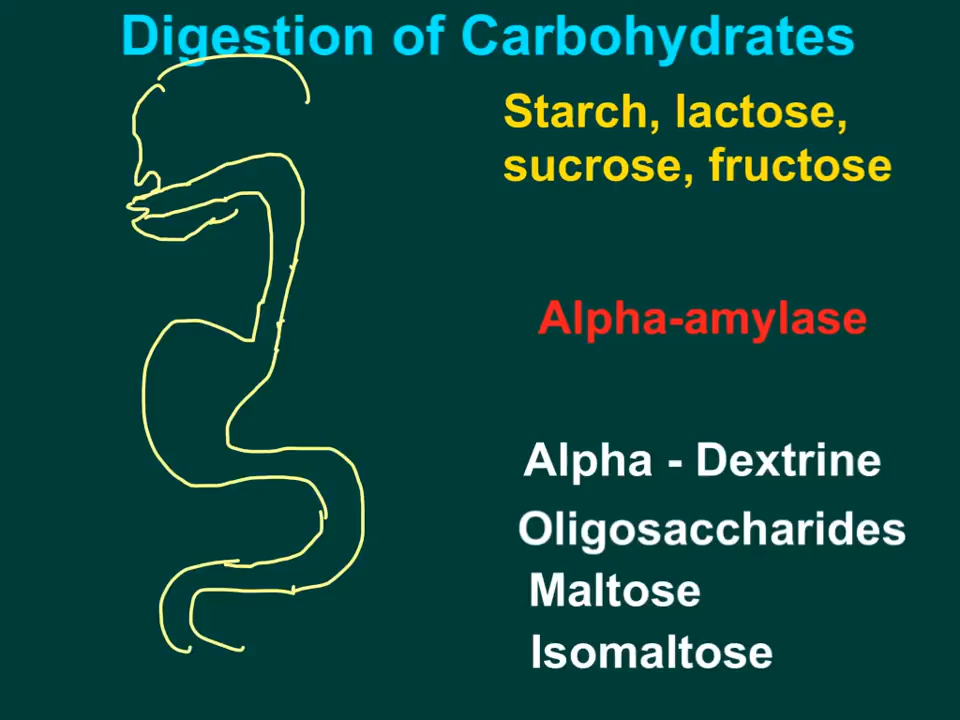 Digestion of Carbohydrates
Starch, lactose,
sucrose, fructose
Alpha-amylase
Alpha - Dextrine
Oligosaccharides
Maltose
Isomaltose